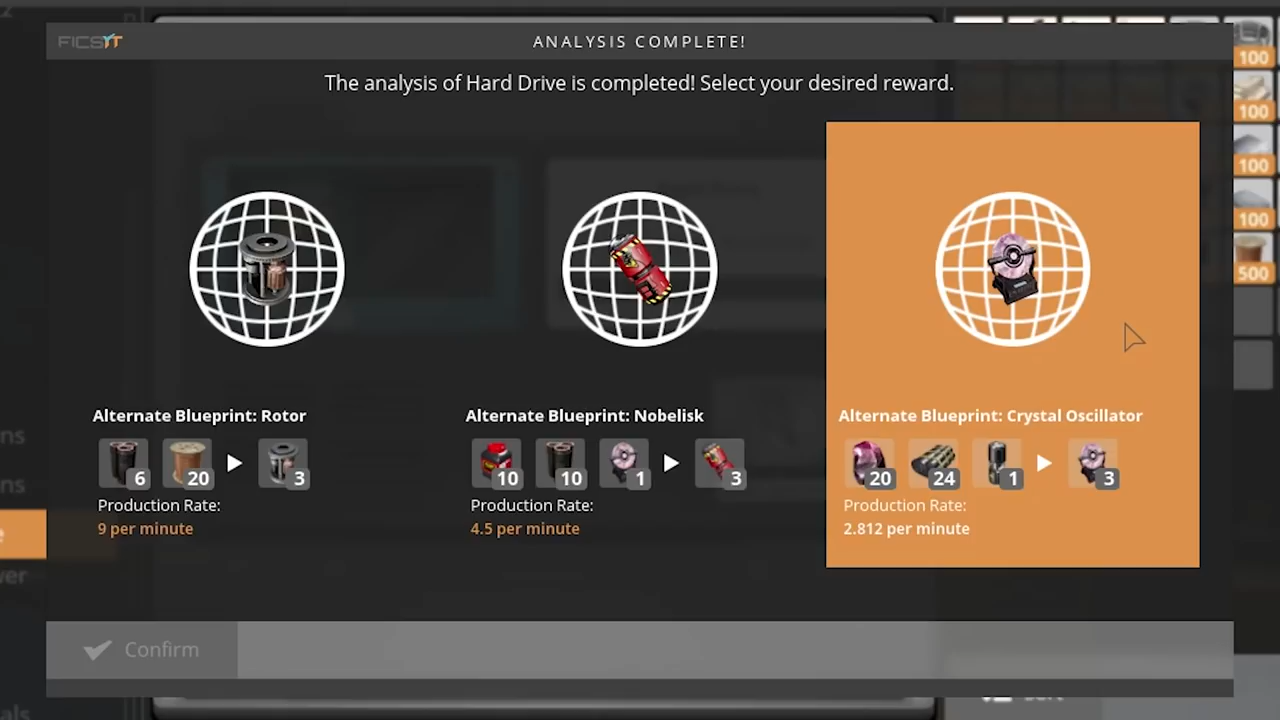 FICSIT
ANALYSIS COMPLETE!
The analysis of Hard Drive is completed! Select your desired reward.
100
100
100
100
500
Alternate Blueprint: Rotor
6 20 3
Production Rate:
9 per minute
Alternate Blueprint: Nobelisk
10 10 1 3
Production Rate:
4.5 per minute
Alternate Blueprint: Crystal Oscillator
20 24 1 3
Production Rate:
2.812 per minute
Confirm